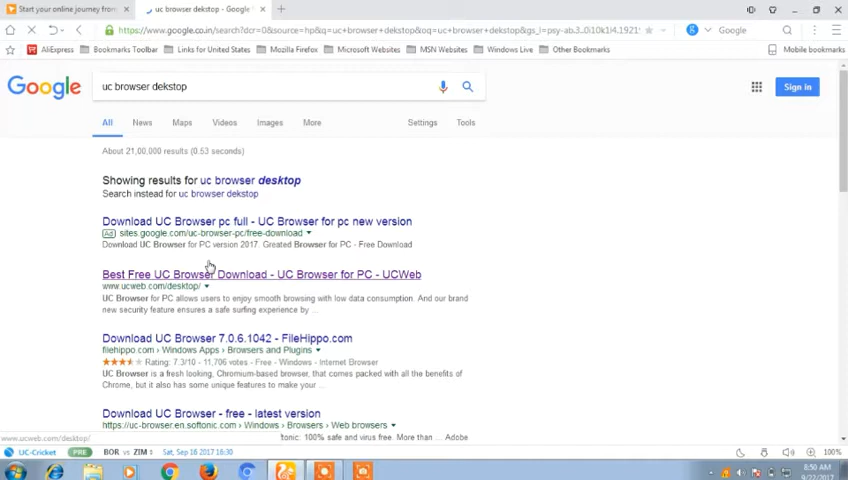 Start your online journey from
uc browser dekstop - Google
https://www.google.co.in/search?dcr=0&source=hp&q=uc+browser+dekstop&oq=uc+browser+dekstop&gs_l=psy-ab.3..0i10k1l4.1921
Google
AliExpress Bookmarks Toolbar Links for United States Mozilla Firefox Microsoft Websites MSN Websites Windows Live Other Bookmarks Mobile bookmarks
Google
uc browser dekstop
Sign in
All News Maps Videos Images More Settings Tools
About 21,00,000 results (0.53 seconds)
Showing results for uc browser desktop
Search instead for uc browser dekstop
Download UC Browser pc full - UC Browser for pc new version
Ad sites.google.com/uc-browser-pc/free-download
Download UC Browser for PC version 2017. Greated Browser for PC - Free Download
Best Free UC Browser Download - UC Browser for PC - UCWeb
www.ucweb.com/desktop/
UC Browser for PC allows users to enjoy smooth browsing with low data consumption. And our brand
new security feature ensures a safe surfing experience by ...
Download UC Browser 7.0.6.1042 - FileHippo.com
filehippo.com › Windows Apps › Browsers and Plugins
Rating: 7.3/10 - 11,706 votes - Free - Windows - Internet Browser
UC Browser is a fresh looking, Chromium-based browser, that comes packed with all the benefits of
Chrome, but it also has some unique features to make your ...
Download UC Browser - free - latest version
https://uc-browser.en.softonic.com › Windows › Browsers › Web browsers
www.ucweb.com/desktop/
tonic: 100% safe and virus free. More than ... Adobe
UC-Cricket PRE BOR vs ZIM Sat, Sep 16 2017 16:30
100%
8:50 AM
9/22/2017